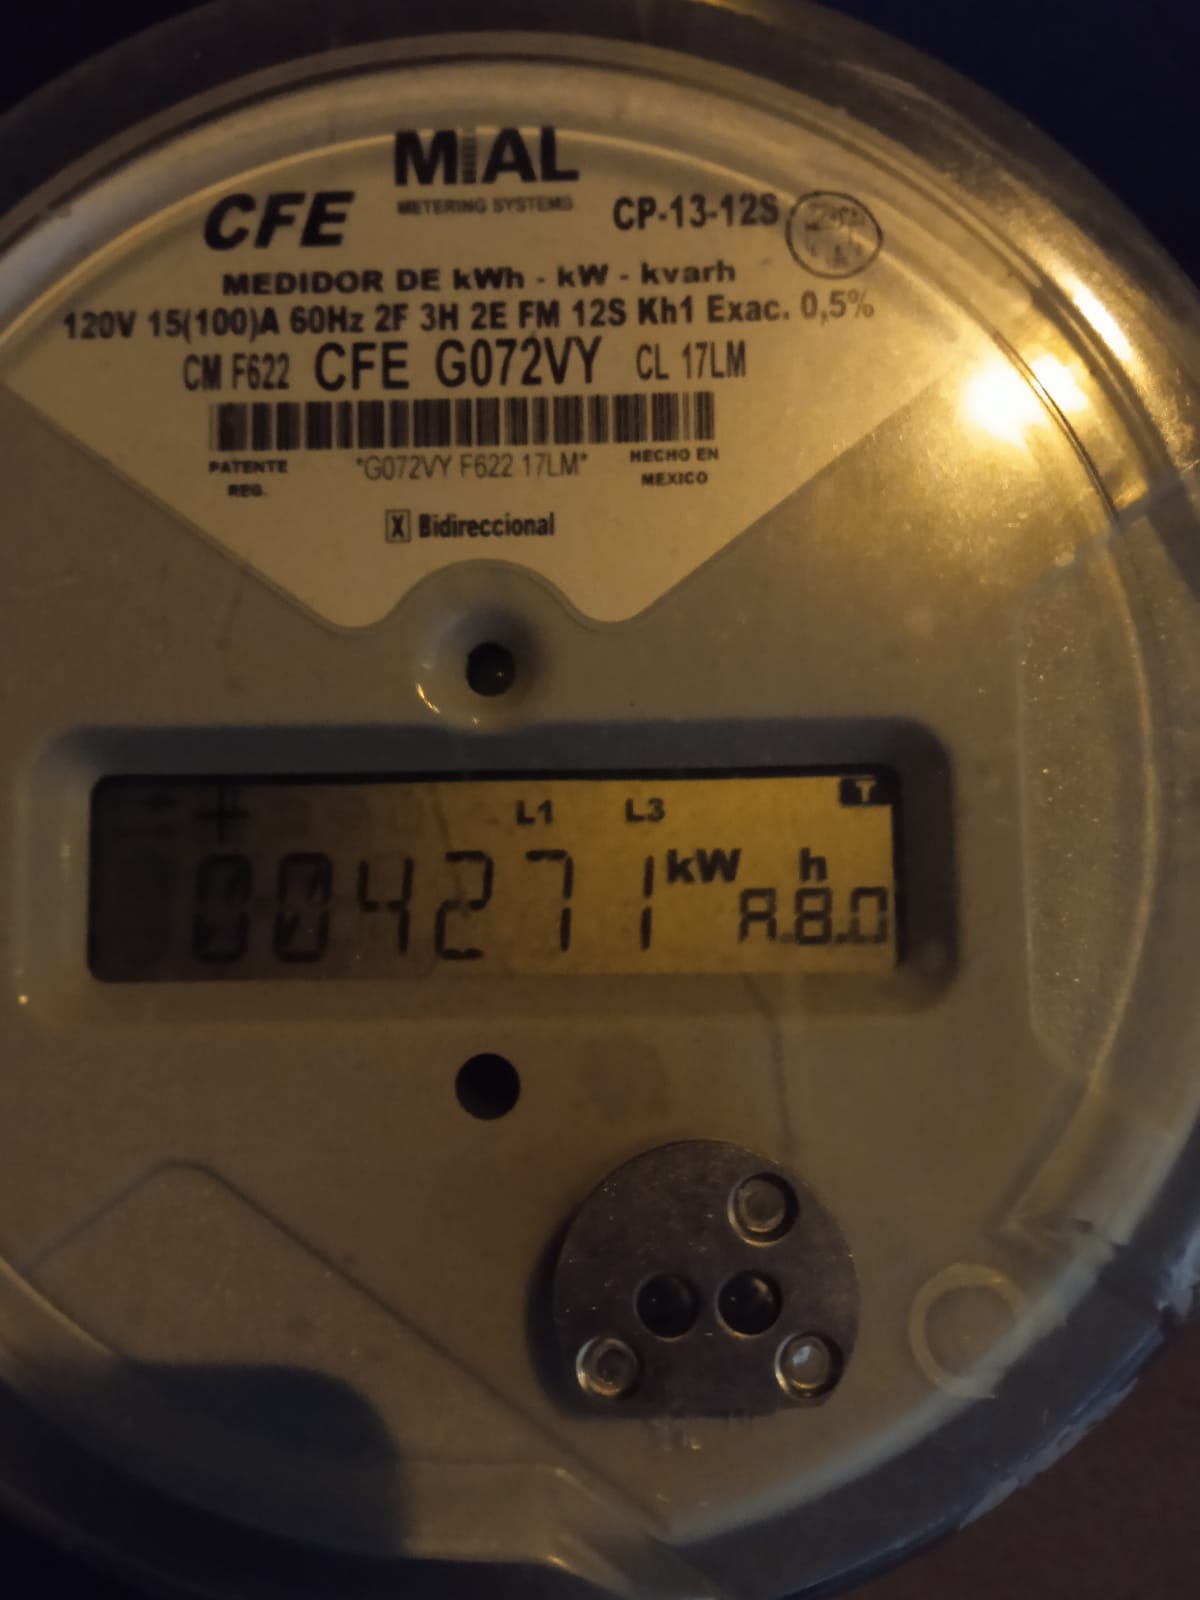 MIAL
METERING SYSTEMS
CFE
CP-13-12S
MEDIDOR DE kWh - kW - kvarh
120V 15(100)A 60Hz 2F 3H 2E FM 12S Kh1 Exac. 0,5%
CM F622 CFE G072VY CL 17LM
PATENTE REG.
*G072VY F622 17LM*
HECHO EN MEXICO
X Bidireccional
+ L1 L3 T
004271 kW h A.8.0